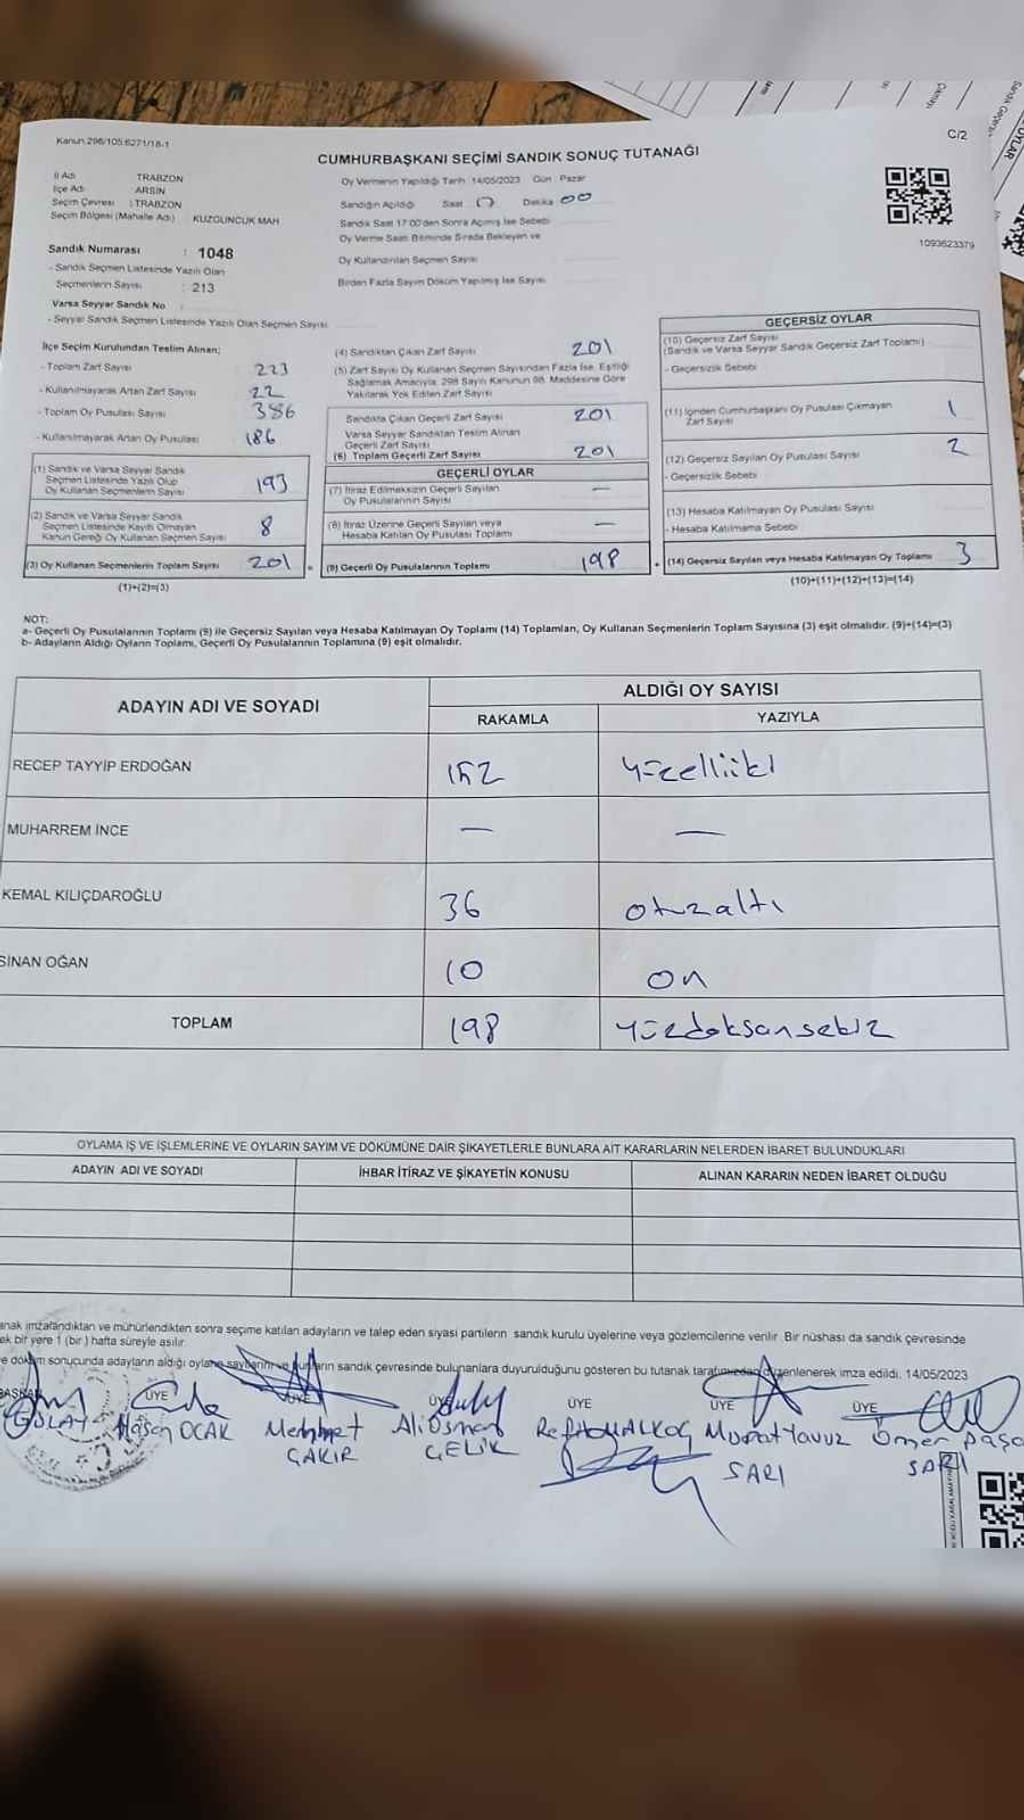 Kanun.296/105.6271/18-1
C/2
CUMHURBAŞKANI SEÇİMİ SANDIK SONUÇ TUTANAĞI
İl Adı TRABZON
İlçe Adı ARSİN
Seçim Çevresi : TRABZON
Seçim Bölgesi (Mahalle Adı) KUZGUNCUK MAH
Sandık Numarası : 1048
- Sandık Seçmen Listesinde Yazılı Olan
Seçmenlerin Sayısı : 213
Varsa Seyyar Sandık No
- Seyyar Sandık Seçmen Listesinde Yazılı Olan Seçmen Sayısı
Oy Vermenin Yapıldığı Tarih :14/05/2023 Gün : Pazar
Sandığın Açıldığı Saat Dakika 00
Sandık Saat 17:00'den Sonra Açılmış İse Sebebi
Oy Verme Saati Bitiminde Sırada Bekleyen ve
Oy Kullandırılan Seçmen Sayısı
Birden Fazla Sayım Döküm Yapılmış İse Sayısı
1093623379
İlçe Seçim Kurulundan Teslim Alınan;
- Toplam Zarf Sayısı 223
- Kullanılmayarak Artan Zarf Sayısı 22
- Toplam Oy Pusulası Sayısı 386
- Kullanılmayarak Artan Oy Pusulası 186
(1) Sandık ve Varsa Seyyar Sandık
Seçmen Listesinde Yazılı Olup
Oy Kullanan Seçmenlerin Sayısı 193
(2) Sandık ve Varsa Seyyar Sandık
Seçmen Listesinde Kayıtlı Olmayan
Kanun Gereği Oy Kullanan Seçmen Sayısı 8
(3) Oy Kullanan Seçmenlerin Toplam Sayısı 201
(1)+(2)=(3)
(4) Sandıktan Çıkan Zarf Sayısı 201
(5) Zarf Sayısı Oy Kullanan Seçmen Sayısından Fazla İse, Eşitliği
Sağlamak Amacıyla, 298 Sayılı Kanunun 98. Maddesine Göre
Yakılarak Yok Edilen Zarf Sayısı
Sandıkta Çıkan Geçerli Zarf Sayısı 201
Varsa Seyyar Sandıktan Teslim Alınan
Geçerli Zarf Sayısı
(6) Toplam Geçerli Zarf Sayısı 201
GEÇERLİ OYLAR
(7) İtiraz Edilmeksizin Geçerli Sayılan
Oy Pusulalarının Sayısı —
(8) İtiraz Üzerine Geçerli Sayılan veya
Hesaba Katılan Oy Pusulası Toplamı —
(9) Geçerli Oy Pusulalarının Toplamı 198
GEÇERSİZ OYLAR
(10) Geçersiz Zarf Sayısı
(Sandık ve Varsa Seyyar Sandık Geçersiz Zarf Toplamı)
- Geçersizlik Sebebi
(11) İçinden Cumhurbaşkanı Oy Pusulası Çıkmayan
Zarf Sayısı 1
(12) Geçersiz Sayılan Oy Pusulası Sayısı 2
- Geçersizlik Sebebi
(13) Hesaba Katılmayan Oy Pusulası Sayısı
- Hesaba Katılmama Sebebi
(14) Geçersiz Sayılan veya Hesaba Katılmayan Oy Toplamı 3
(10)+(11)+(12)+(13)=(14)
NOT:
a- Geçerli Oy Pusulalarının Toplamı (9) ile Geçersiz Sayılan veya Hesaba Katılmayan Oy Toplamı (14) Toplamları, Oy Kullanan Seçmenlerin Toplam Sayısına (3) eşit olmalıdır. (9)+(14)=(3)
b- Adayların Aldığı Oyların Toplamı, Geçerli Oy Pusulalarının Toplamına (9) eşit olmalıdır.
ADAYIN ADI VE SOYADI ALDIĞI OY SAYISI
RAKAMLA YAZIYLA
RECEP TAYYİP ERDOĞAN 152 yüzelliiki
MUHARREM İNCE — —
KEMAL KILIÇDAROĞLU 36 otuzaltı
SİNAN OĞAN 10 on
TOPLAM 198 yüzdoksansekiz
OYLAMA İŞ VE İŞLEMLERİNE VE OYLARIN SAYIM VE DÖKÜMÜNE DAİR ŞİKAYETLERLE BUNLARA AİT KARARLARIN NELERDEN İBARET BULUNDUKLARI
ADAYIN ADI VE SOYADI İHBAR İTİRAZ VE ŞİKAYETİN KONUSU ALINAN KARARIN NEDEN İBARET OLDUĞU
anak imzalandıktan ve mühürlendikten sonra seçime katılan adayların ve talep eden siyasi partilerin sandık kurulu üyelerine veya gözlemcilerine verilir. Bir nüshası da sandık çevresinde
ek bir yere 1 (bir) hafta süreyle asılır.
e döküm sonucunda adayların aldığı oyların sayılarını ve bunların sandık çevresinde bulunanlara duyurulduğunu gösteren bu tutanak tarafımızdan düzenlenerek imza edildi. 14/05/2023
BAŞKAN ÜYE ÜYE ÜYE ÜYE ÜYE ÜYE
GÜLAY Hasan OCAK Mehmet ÇAKIR Ali Osman ÇELİK Murat Yavuz SARI Ömer paşa SARI